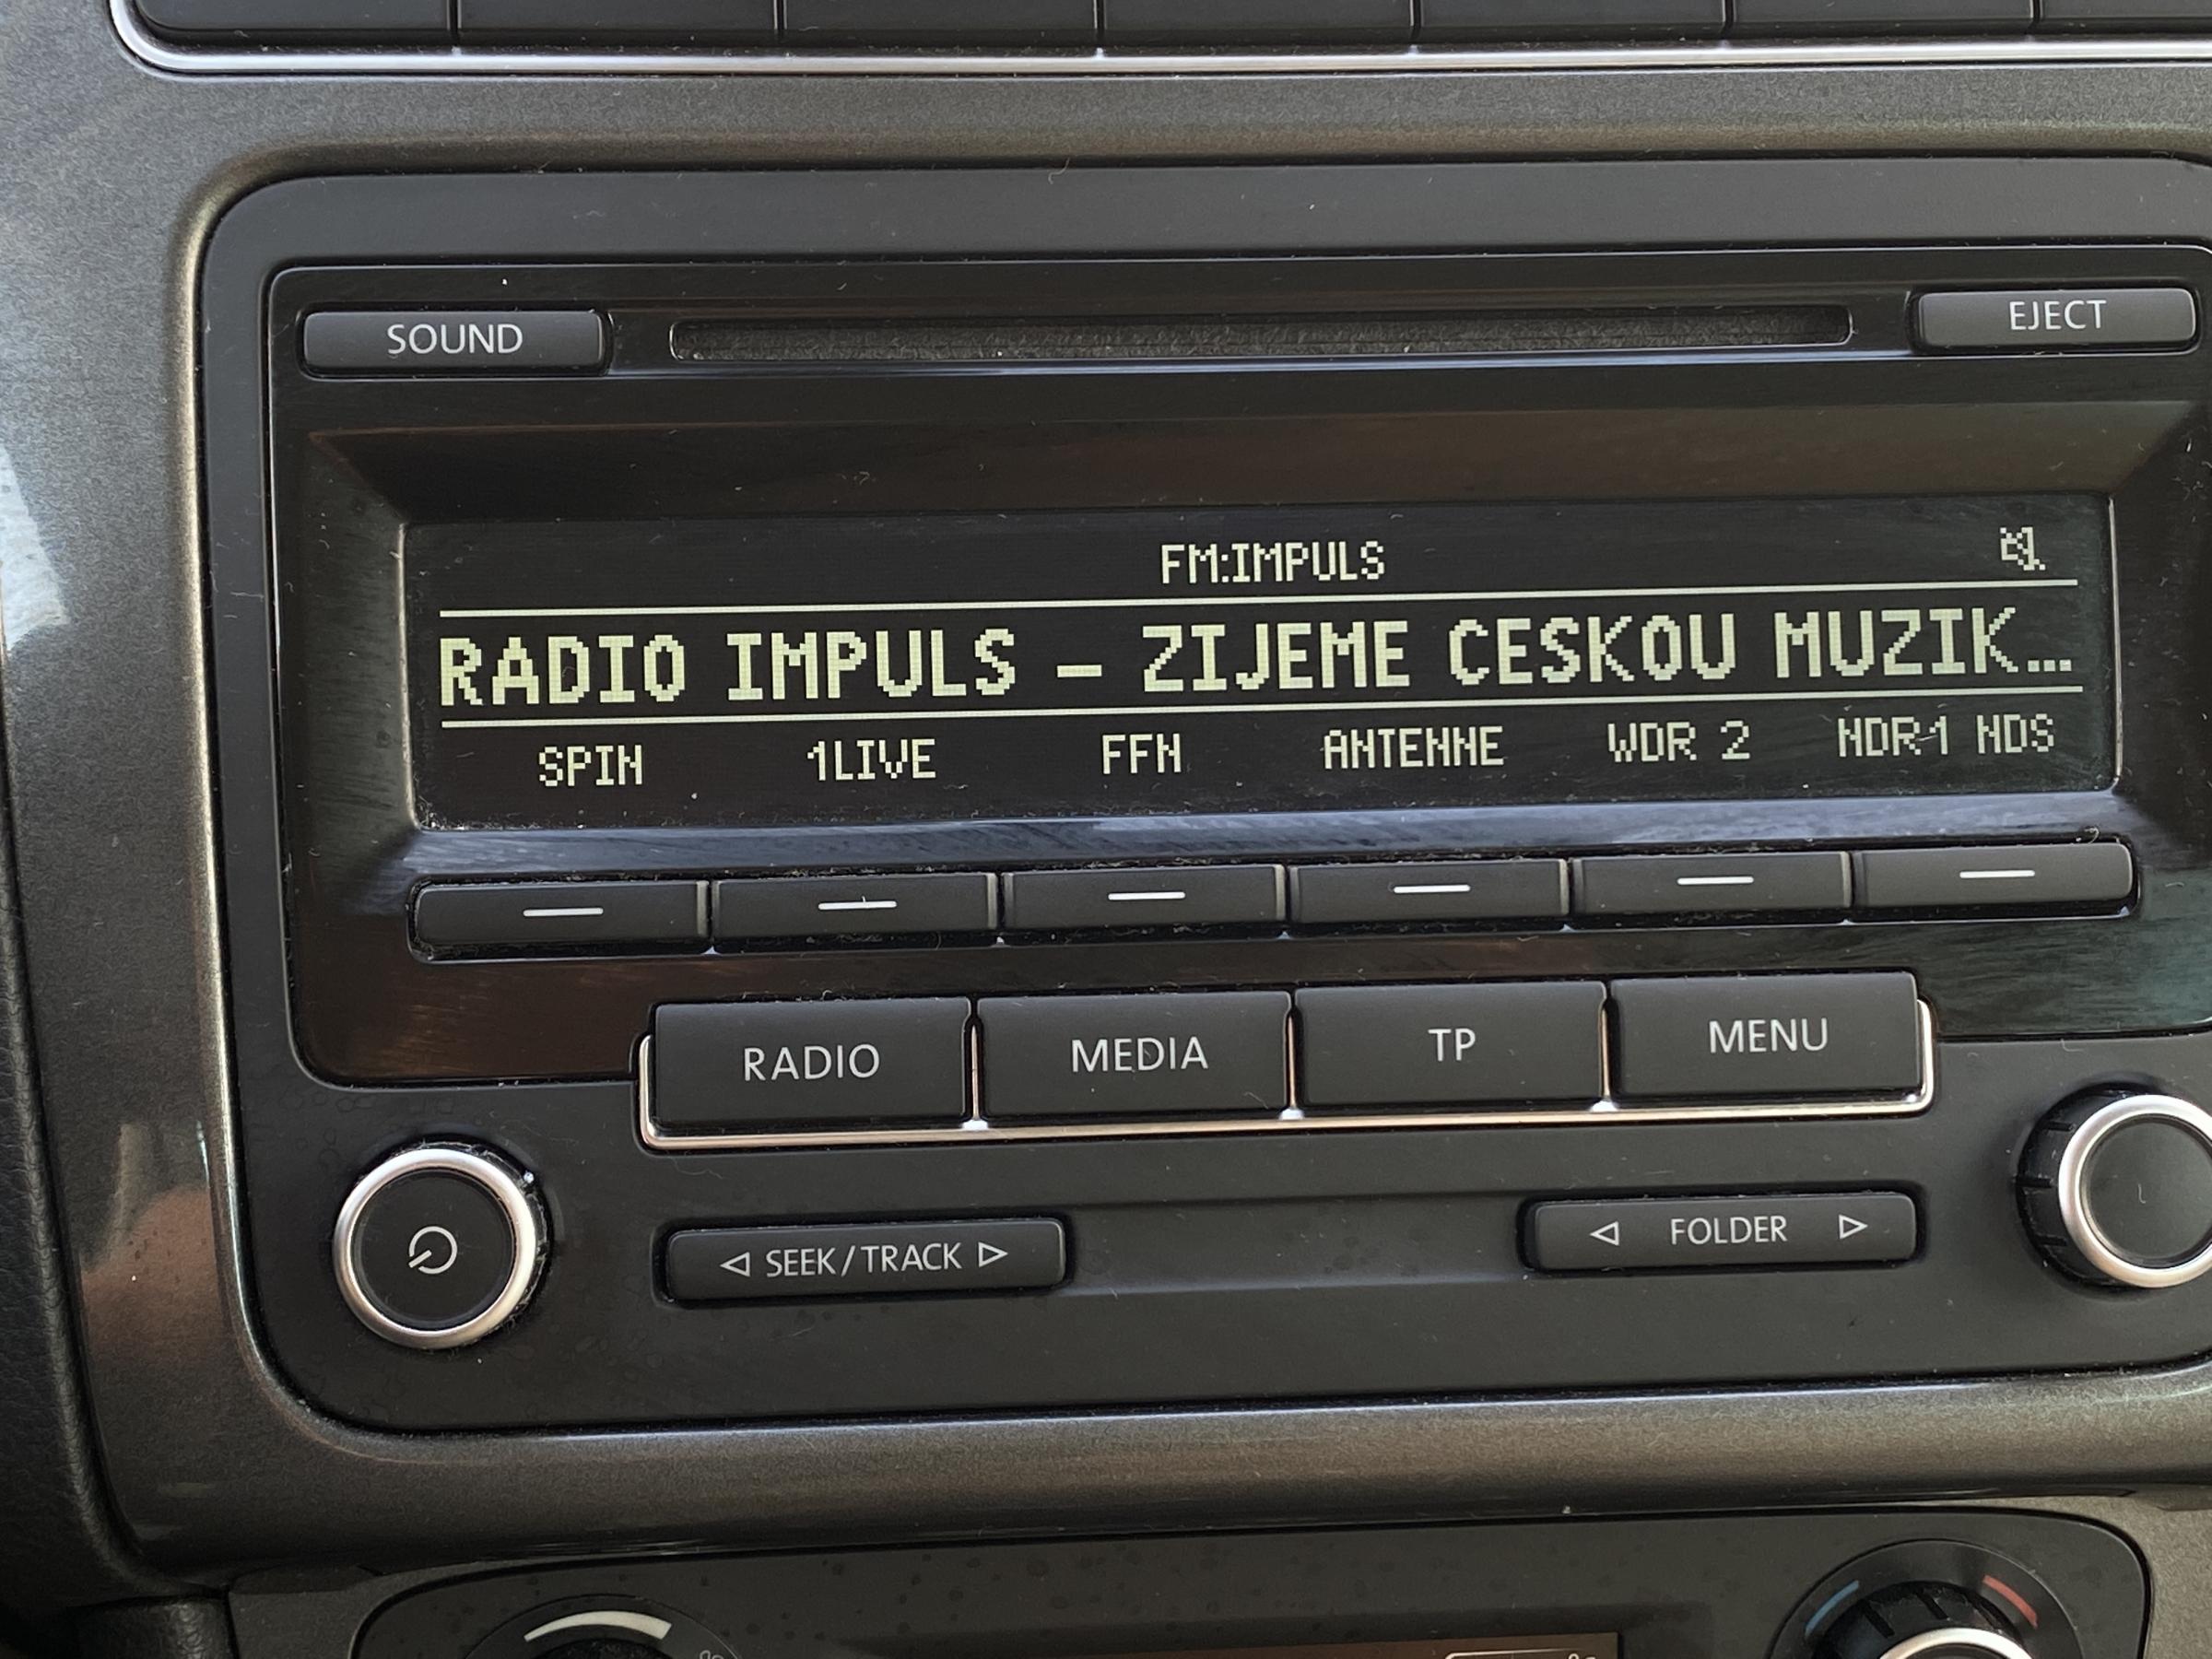 SOUND EJECT
FM:IMPULS
RADIO IMPULS - ZIJEME CESKOU MUZIK...
SPIN 1LIVE FFN ANTENNE WDR 2 NDR1 NDS
RADIO MEDIA TP MENU
SEEK/TRACK FOLDER